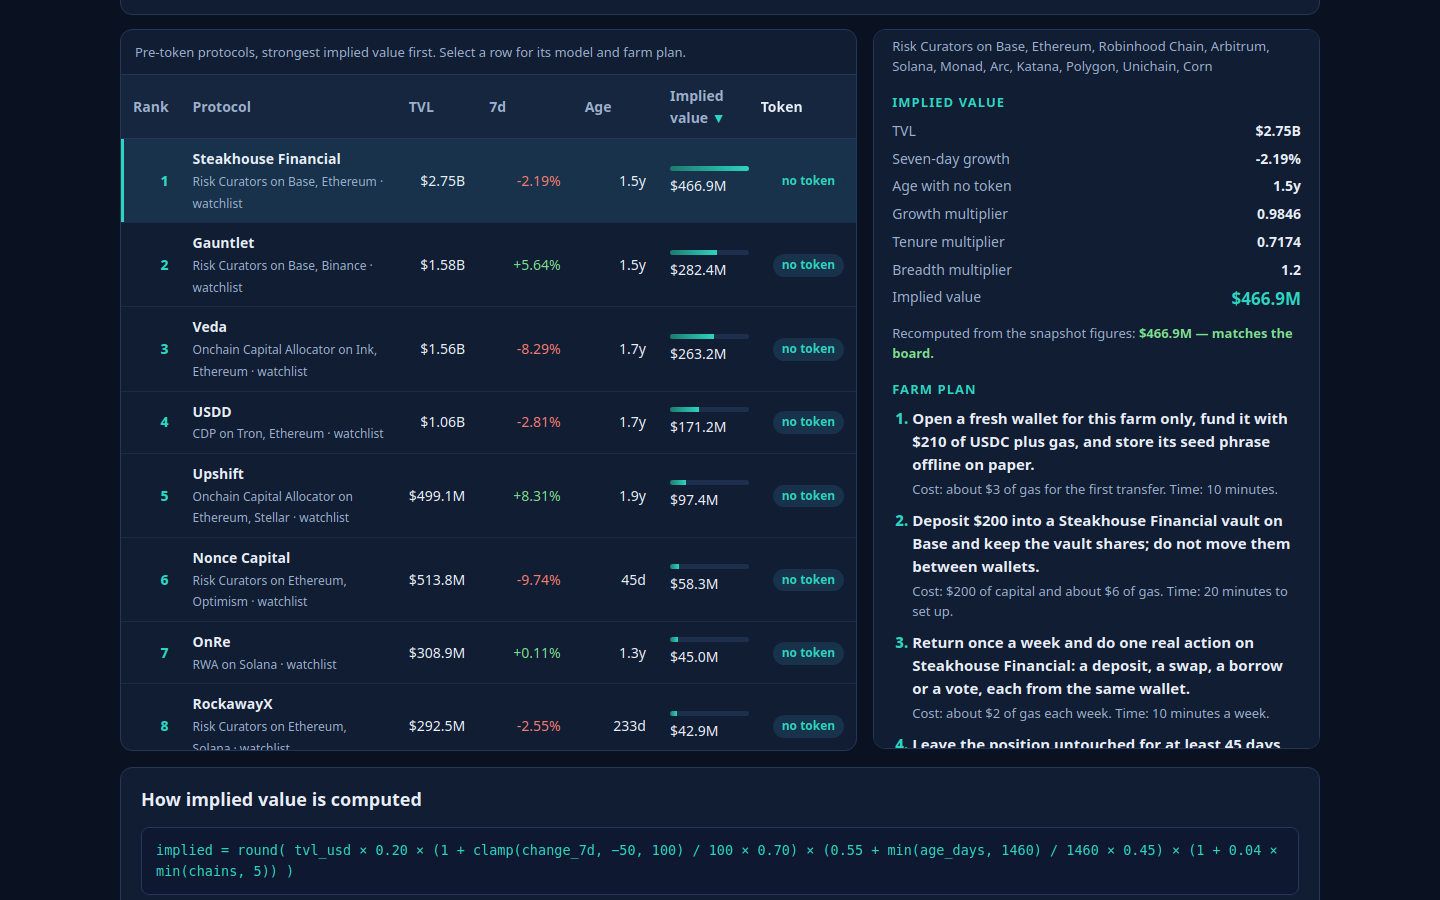 Pre-token protocols, strongest implied value first. Select a row for its model and farm plan.
Rank Protocol TVL 7d Age Implied value ▼ Token
1 Steakhouse Financial $2.75B -2.19% 1.5y $466.9M no token
Risk Curators on Base, Ethereum ·
watchlist
2 Gauntlet $1.58B +5.64% 1.5y $282.4M no token
Risk Curators on Base, Binance ·
watchlist
3 Veda $1.56B -8.29% 1.7y $263.2M no token
Onchain Capital Allocator on Ink,
Ethereum · watchlist
4 USDD $1.06B -2.81% 1.7y $171.2M no token
CDP on Tron, Ethereum · watchlist
5 Upshift $499.1M +8.31% 1.9y $97.4M no token
Onchain Capital Allocator on
Ethereum, Stellar · watchlist
6 Nonce Capital $513.8M -9.74% 45d $58.3M no token
Risk Curators on Ethereum,
Optimism · watchlist
7 OnRe $308.9M +0.11% 1.3y $45.0M no token
RWA on Solana · watchlist
8 RockawayX $292.5M -2.55% 233d $42.9M no token
Risk Curators on Ethereum,
Solana · watchlist
Risk Curators on Base, Ethereum, Robinhood Chain, Arbitrum,
Solana, Monad, Arc, Katana, Polygon, Unichain, Corn
IMPLIED VALUE
TVL $2.75B
Seven-day growth -2.19%
Age with no token 1.5y
Growth multiplier 0.9846
Tenure multiplier 0.7174
Breadth multiplier 1.2
Implied value $466.9M
Recomputed from the snapshot figures: $466.9M — matches the
board.
FARM PLAN
1. Open a fresh wallet for this farm only, fund it with
$210 of USDC plus gas, and store its seed phrase
offline on paper.
Cost: about $3 of gas for the first transfer. Time: 10 minutes.
2. Deposit $200 into a Steakhouse Financial vault on
Base and keep the vault shares; do not move them
between wallets.
Cost: $200 of capital and about $6 of gas. Time: 20 minutes to
set up.
3. Return once a week and do one real action on
Steakhouse Financial: a deposit, a swap, a borrow
or a vote, each from the same wallet.
Cost: about $2 of gas each week. Time: 10 minutes a week.
4. Leave the position untouched for at least 45 days
How implied value is computed
implied = round( tvl_usd × 0.20 × (1 + clamp(change_7d, −50, 100) / 100 × 0.70) × (0.55 + min(age_days, 1460) / 1460 × 0.45) × (1 + 0.04 ×
min(chains, 5)) )